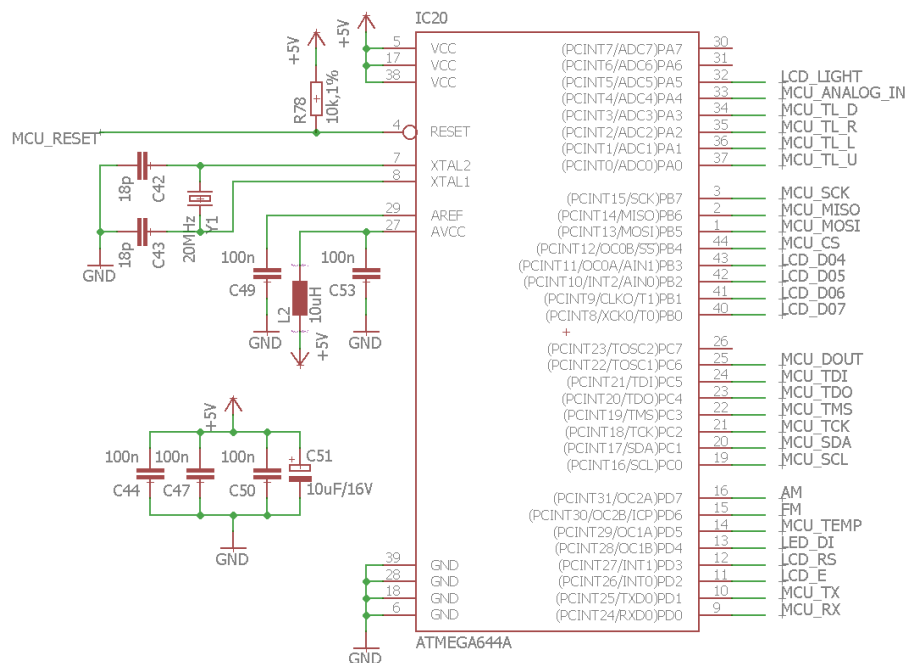 IC20
+5V
+5V
R78
10k,1%
MCU_RESET
4
RESET
5
VCC
17
VCC
38
VCC
7
XTAL2
8
XTAL1
29
AREF
27
AVCC
18p
C42
18p
C43
20MHz
Y1
GND
100n
C49
GND
L2
10uH
+5V
100n
C53
GND
+5V
100n
C44
100n
C47
100n
C50
C51
10uF/16V
GND
39
GND
28
GND
18
GND
6
GND
GND
(PCINT7/ADC7)PA7 30
(PCINT6/ADC6)PA6 31
(PCINT5/ADC5)PA5 32 LCD_LIGHT
(PCINT4/ADC4)PA4 33 MCU_ANALOG_IN
(PCINT3/ADC3)PA3 34 MCU_TL_D
(PCINT2/ADC2)PA2 35 MCU_TL_R
(PCINT1/ADC1)PA1 36 MCU_TL_L
(PCINT0/ADC0)PA0 37 MCU_TL_U
(PCINT15/SCK)PB7 3 MCU_SCK
(PCINT14/MISO)PB6 2 MCU_MISO
(PCINT13/MOSI)PB5 1 MCU_MOSI
(PCINT12/OC0B/SS)PB4 44 MCU_CS
(PCINT11/OC0A/AIN1)PB3 43 LCD_D04
(PCINT10/INT2/AIN0)PB2 42 LCD_D05
(PCINT9/CLKO/T1)PB1 41 LCD_D06
(PCINT8/XCK0/T0)PB0 40 LCD_D07
(PCINT23/TOSC2)PC7 26
(PCINT22/TOSC1)PC6 25 MCU_DOUT
(PCINT21/TDI)PC5 24 MCU_TDI
(PCINT20/TDO)PC4 23 MCU_TDO
(PCINT19/TMS)PC3 22 MCU_TMS
(PCINT18/TCK)PC2 21 MCU_TCK
(PCINT17/SDA)PC1 20 MCU_SDA
(PCINT16/SCL)PC0 19 MCU_SCL
(PCINT31/OC2A)PD7 16 AM
(PCINT30/OC2B/ICP)PD6 15 FM
(PCINT29/OC1A)PD5 14 MCU_TEMP
(PCINT28/OC1B)PD4 13 LED_DI
(PCINT27/INT1)PD3 12 LCD_RS
(PCINT26/INT0)PD2 11 LCD_E
(PCINT25/TXD0)PD1 10 MCU_TX
(PCINT24/RXD0)PD0 9 MCU_RX
ATMEGA644A